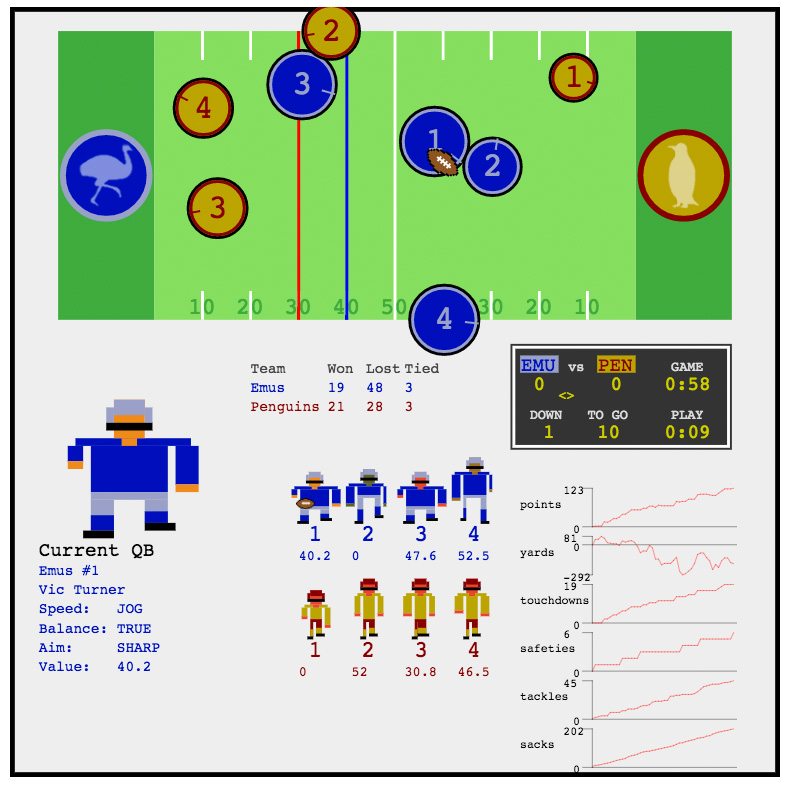 2
1
3
4
1
2
3
4
10 20 30 40 50 30 20 10
Team Won Lost Tied
Emus 19 48 3
Penguins 21 28 3
EMU vs PEN GAME
0 <> 0 0:58
DOWN TO GO PLAY
1 10 0:09
Current QB
Emus #1
Vic Turner
Speed: JOG
Balance: TRUE
Aim: SHARP
Value: 40.2
1 2 3 4
40.2 0 47.6 52.5
1 2 3 4
0 52 30.8 46.5
123
points
0
81
0
yards
-292
19
touchdowns
0
6
safeties
0
45
tackles
0
202
sacks
0